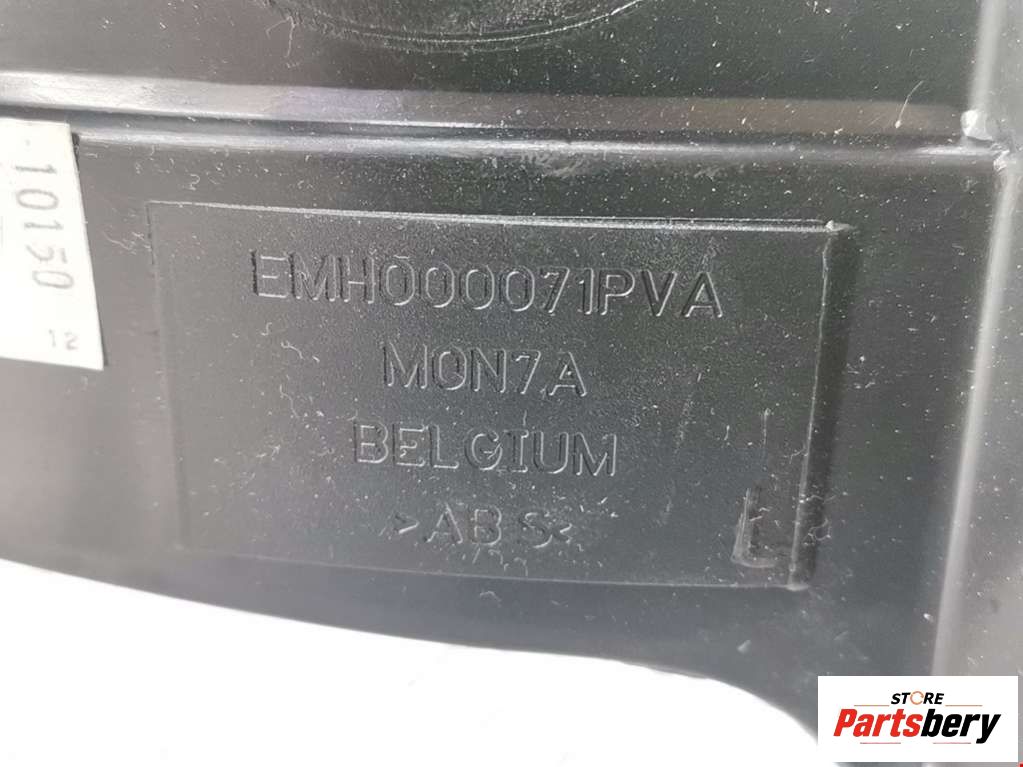 10150
12
EMH000071PVA
M0N7A
BELGIUM
>ABS<
L
STORE
Partsbery